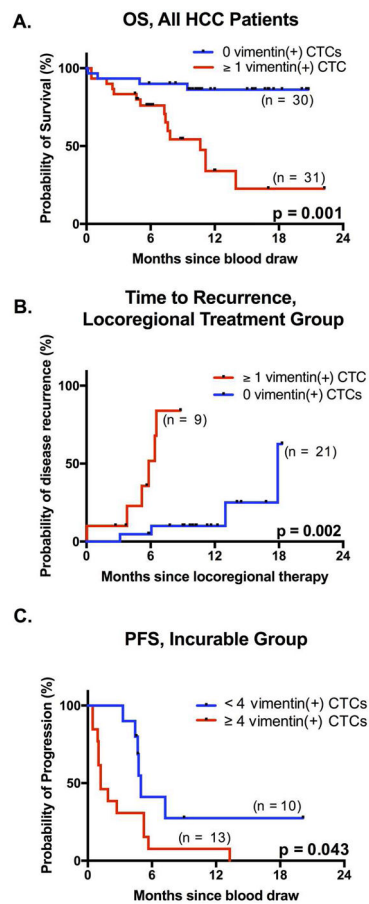 A.
OS, All HCC Patients
0 vimentin(+) CTCs
≥ 1 vimentin(+) CTC
Probability of Survival (%)
100
50
0
(n = 30)
(n = 31)
p = 0.001
0 6 12 18 24
Months since blood draw
B.
Time to Recurrence,
Locoregional Treatment Group
Probability of disease recurrence (%)
≥ 1 vimentin(+) CTC
0 vimentin(+) CTCs
100
50
0
(n = 9)
(n = 21)
p = 0.002
0 6 12 18 24
Months since locoregional therapy
C.
PFS, Incurable Group
Probability of Progression (%)
< 4 vimentin(+) CTCs
≥ 4 vimentin(+) CTCs
100
50
0
(n = 10)
(n = 13)
p = 0.043
0 6 12 18 24
Months since blood draw